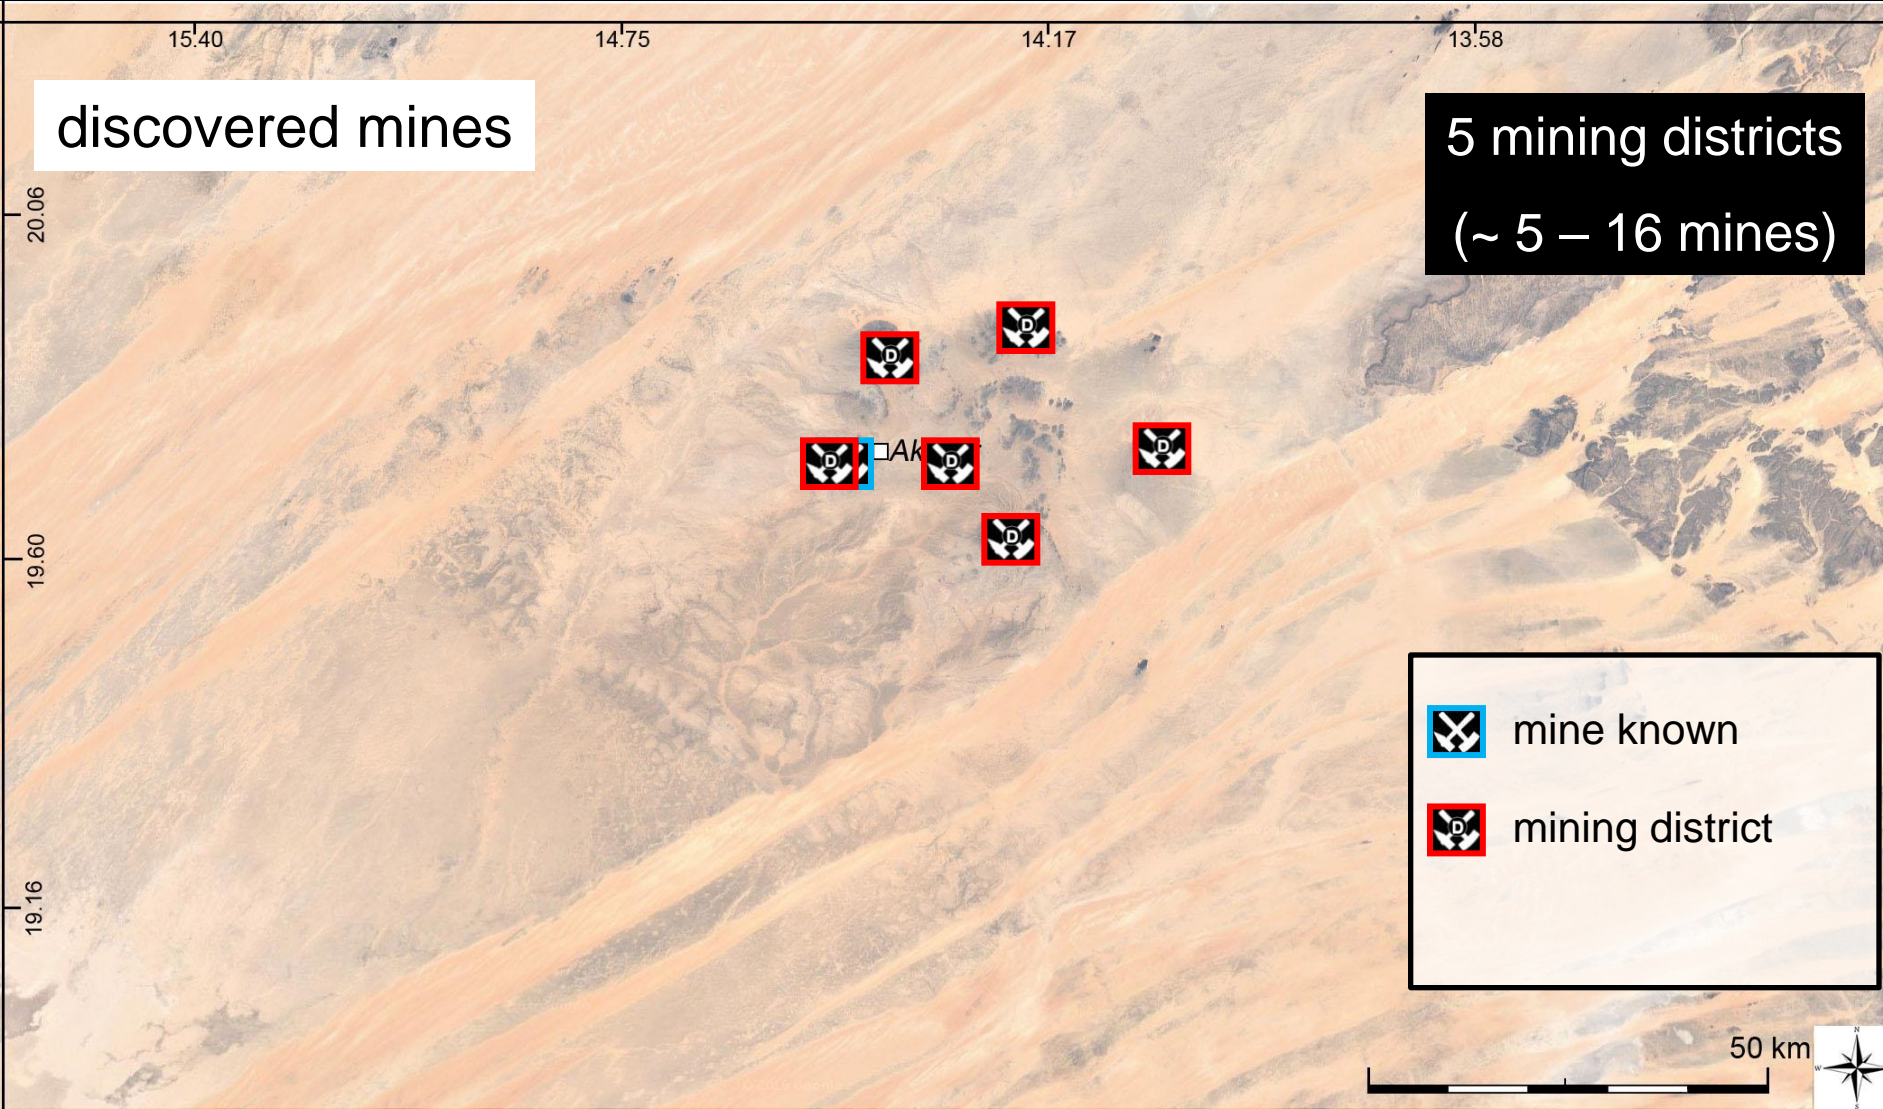 15.40
14.75
14.17
13.58
discovered mines
5 mining districts
(~ 5 – 16 mines)
20.06
D
D
D
D
D
D
19.60
mine known
D
mining district
19.16
50 km
N
W
S